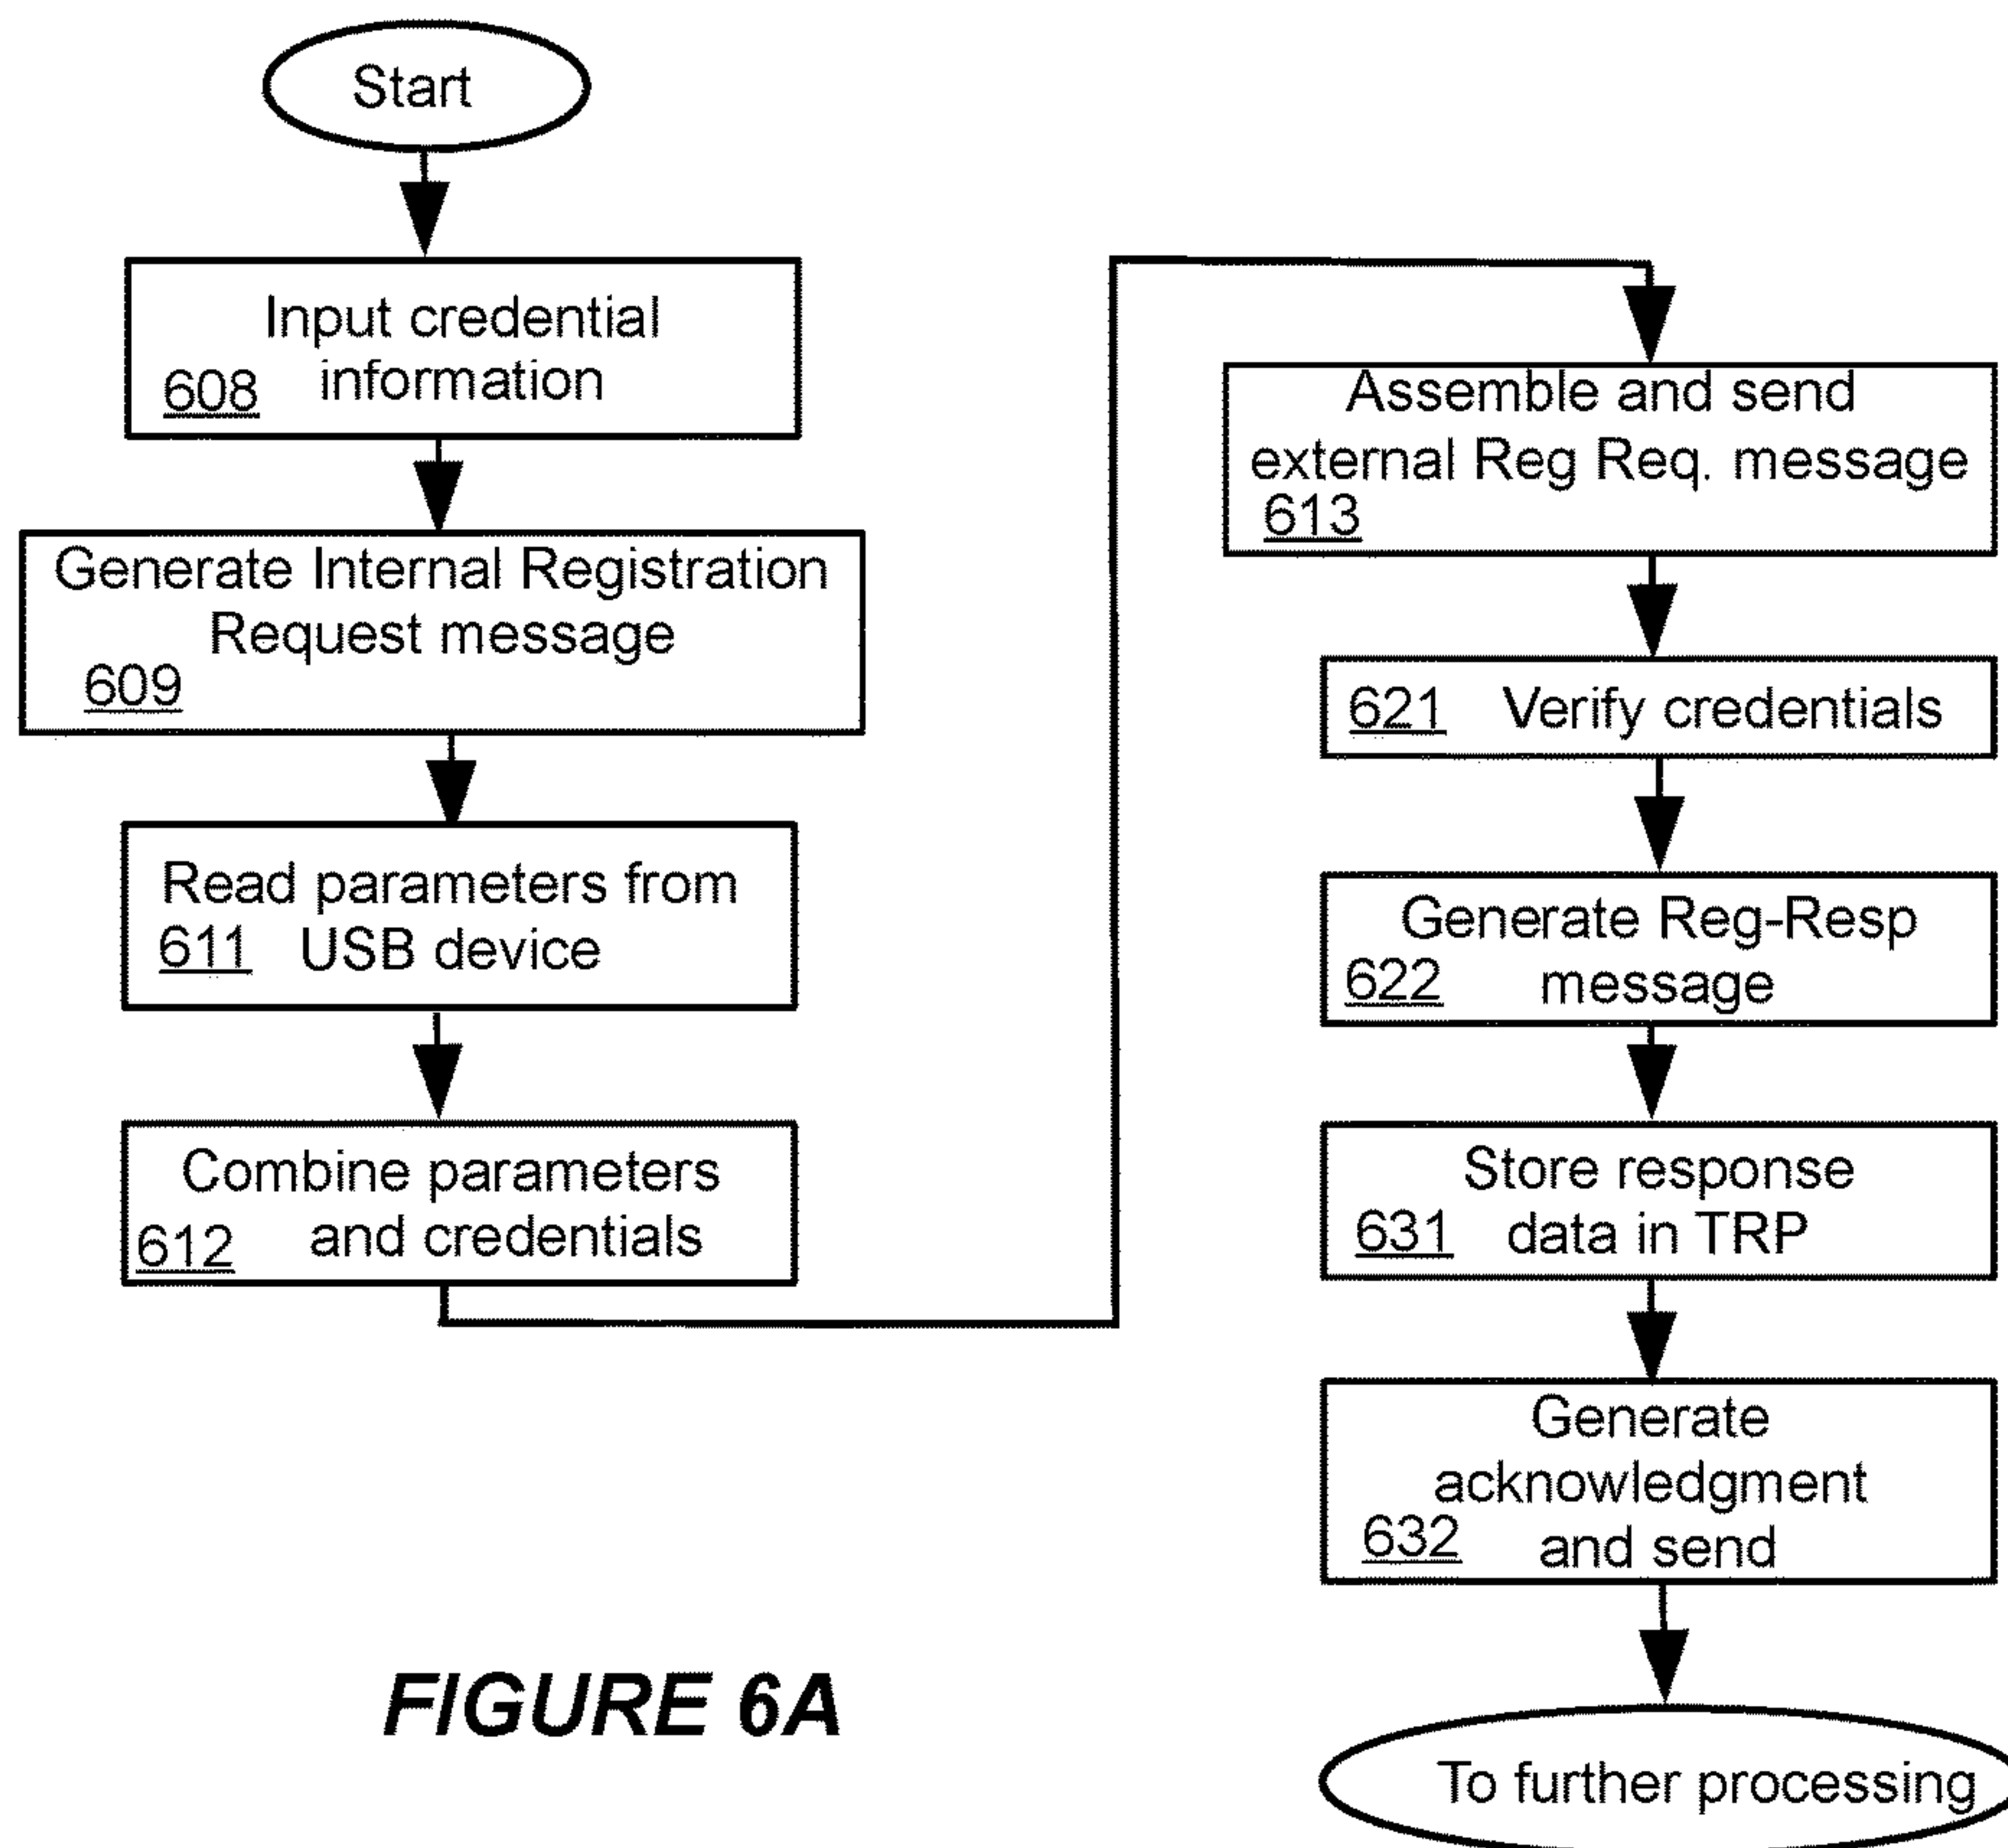 Start
Input credential
608 information
Generate Internal Registration
Request message
609
Read parameters from
611 USB device
Combine parameters
612 and credentials
Assemble and send
external Reg Req. message
613
621 Verify credentials
Generate Reg-Resp
622 message
Store response
631 data in TRP
Generate
acknowledgment
632 and send
To further processing
FIGURE 6A